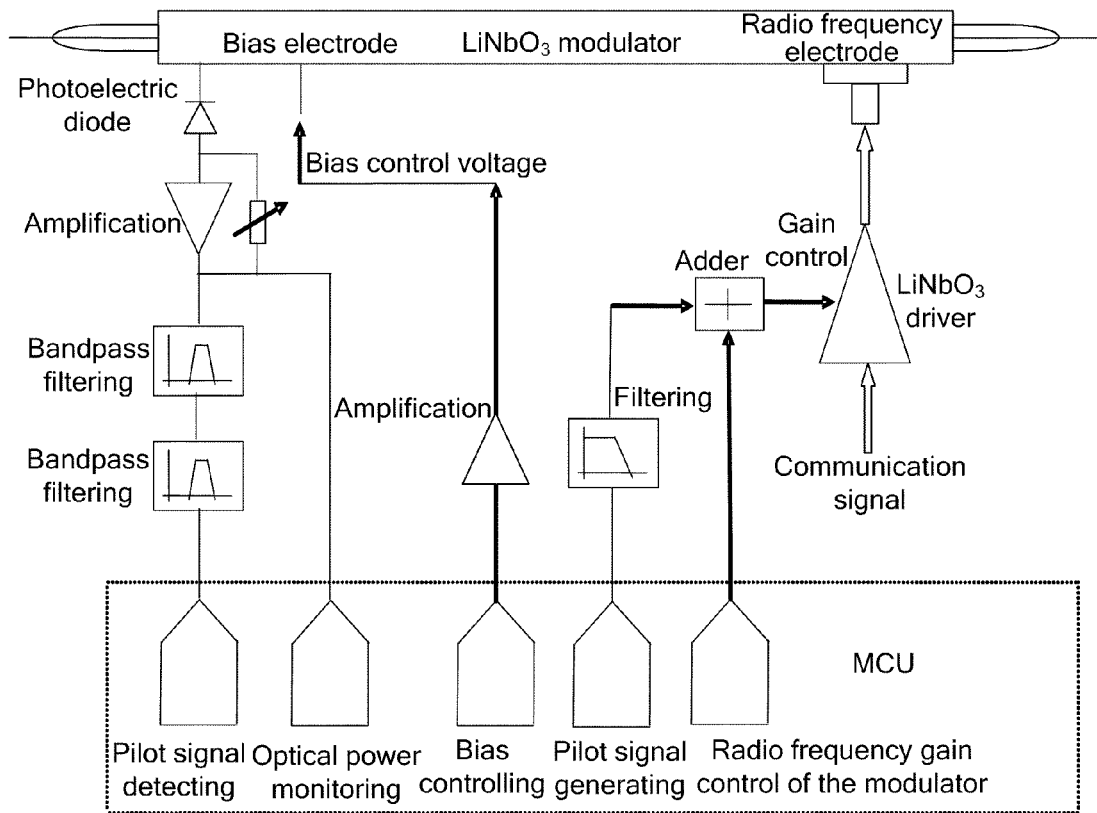 Bias electrode
LiNbO₃ modulator
Radio frequency
electrode
Photoelectric
diode
Bias control voltage
Amplification
Gain
control
Adder
LiNbO₃
driver
Bandpass
filtering
Amplification
Filtering
Bandpass
filtering
Communication
signal
MCU
Pilot signal
detecting
Optical power
monitoring
Bias
controlling
Pilot signal
generating
Radio frequency gain
control of the modulator